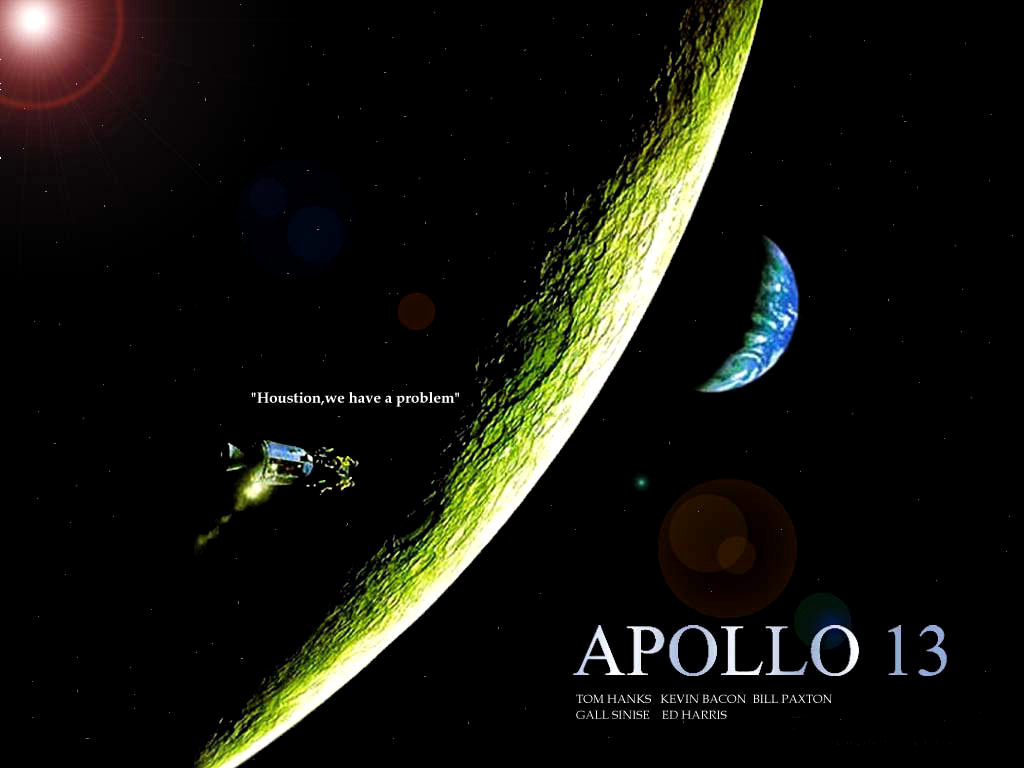 "Houstion,we have a problem"
APOLLO 13
TOM HANKS KEVIN BACON BILL PAXTON
GALL SINISE ED HARRIS